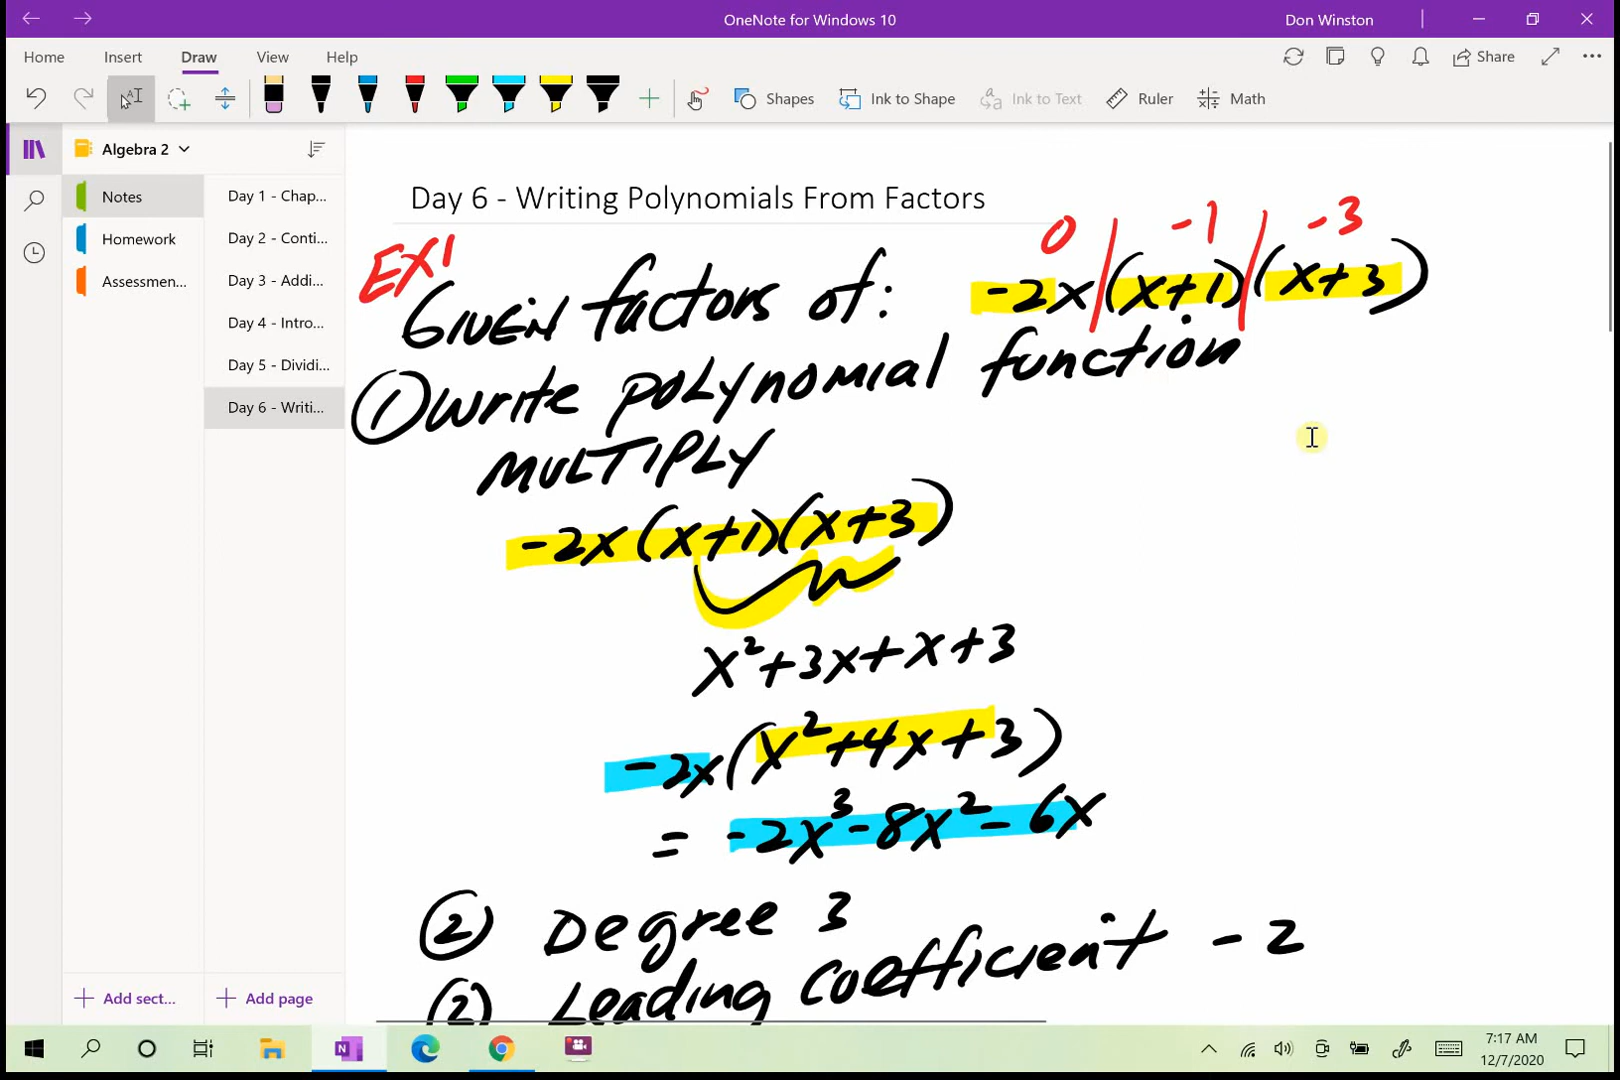 OneNote for Windows 10
Don Winston
Home Insert Draw View Help
Share
Shapes Ink to Shape Ink to Text Ruler Math
Algebra 2
Notes
Homework
Assessmen...
Day 1 - Chap...
Day 2 - Conti...
Day 3 - Addi...
Day 4 - Intro...
Day 5 - Dividi...
Day 6 - Writi...
Add sect...
Add page
Day 6 - Writing Polynomials From Factors
0 -1 -3
EX1
GIVEN factors of: -2x(x+1)(x+3)
① write polynomial function
MULTIPLY
-2x(x+1)(x+3)
x²+3x+x+3
-2x(x²+4x+3)
= -2x³-8x²-6x
② Degree 3
② Leading coefficient -2
7:17 AM
12/7/2020